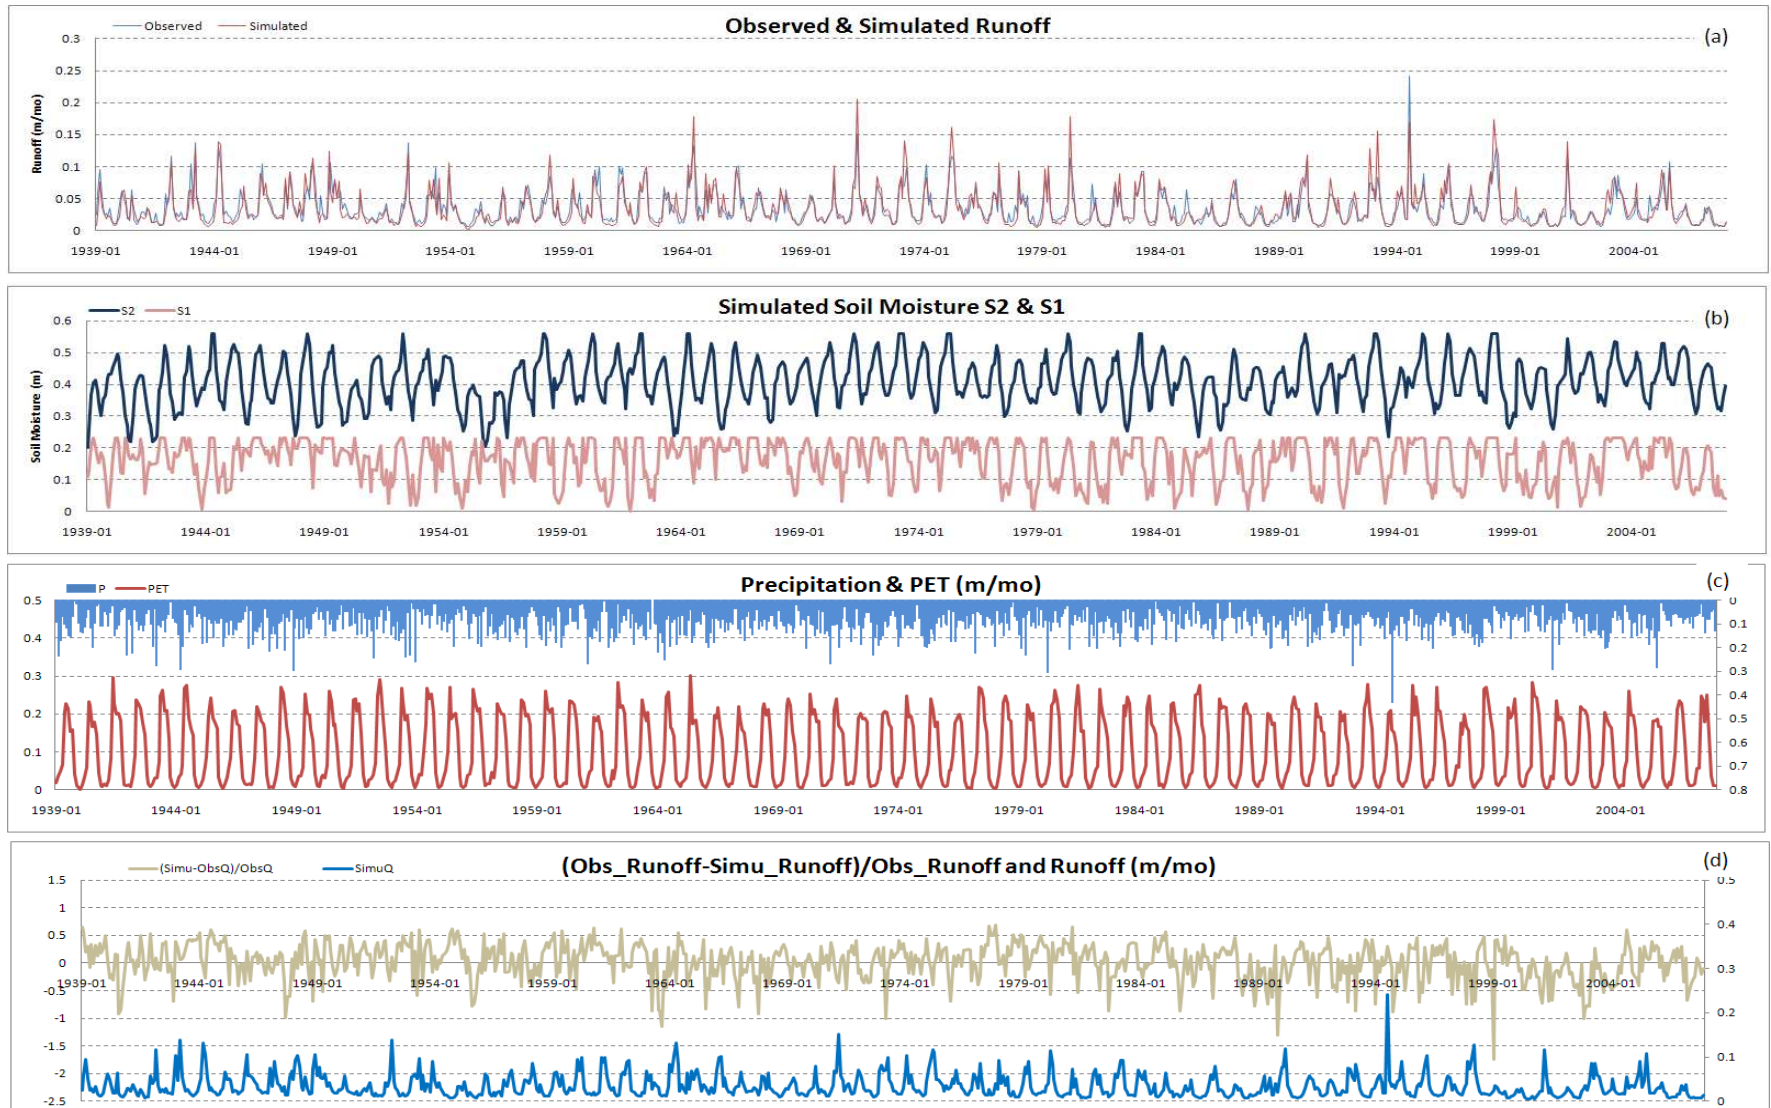 Observed & Simulated Runoff
Observed Simulated
(a)
0.3
0.25
0.2
0.15
0.1
0.05
0
Runoff (m/mo)
1939-01 1944-01 1949-01 1954-01 1959-01 1964-01 1969-01 1974-01 1979-01 1984-01 1989-01 1994-01 1999-01 2004-01
Simulated Soil Moisture S2 & S1
S2 S1
(b)
0.6
0.5
0.4
0.3
0.2
0.1
0
Soil Moisture (m)
1939-01 1944-01 1949-01 1954-01 1959-01 1964-01 1969-01 1974-01 1979-01 1984-01 1989-01 1994-01 1999-01 2004-01
Precipitation & PET (m/mo)
P PET
(c)
0.5
0.4
0.3
0.2
0.1
0
0
0.1
0.2
0.3
0.4
0.5
0.6
0.7
0.8
1939-01 1944-01 1949-01 1954-01 1959-01 1964-01 1969-01 1974-01 1979-01 1984-01 1989-01 1994-01 1999-01 2004-01
(Obs_Runoff-Simu_Runoff)/Obs_Runoff and Runoff (m/mo)
(Simu-ObsQ)/ObsQ SimuQ
(d)
1.5
1
0.5
0
-0.5
-1
-1.5
-2
-2.5
0.5
0.4
0.3
0.2
0.1
0
1939-01 1944-01 1949-01 1954-01 1959-01 1964-01 1969-01 1974-01 1979-01 1984-01 1989-01 1994-01 1999-01 2004-01